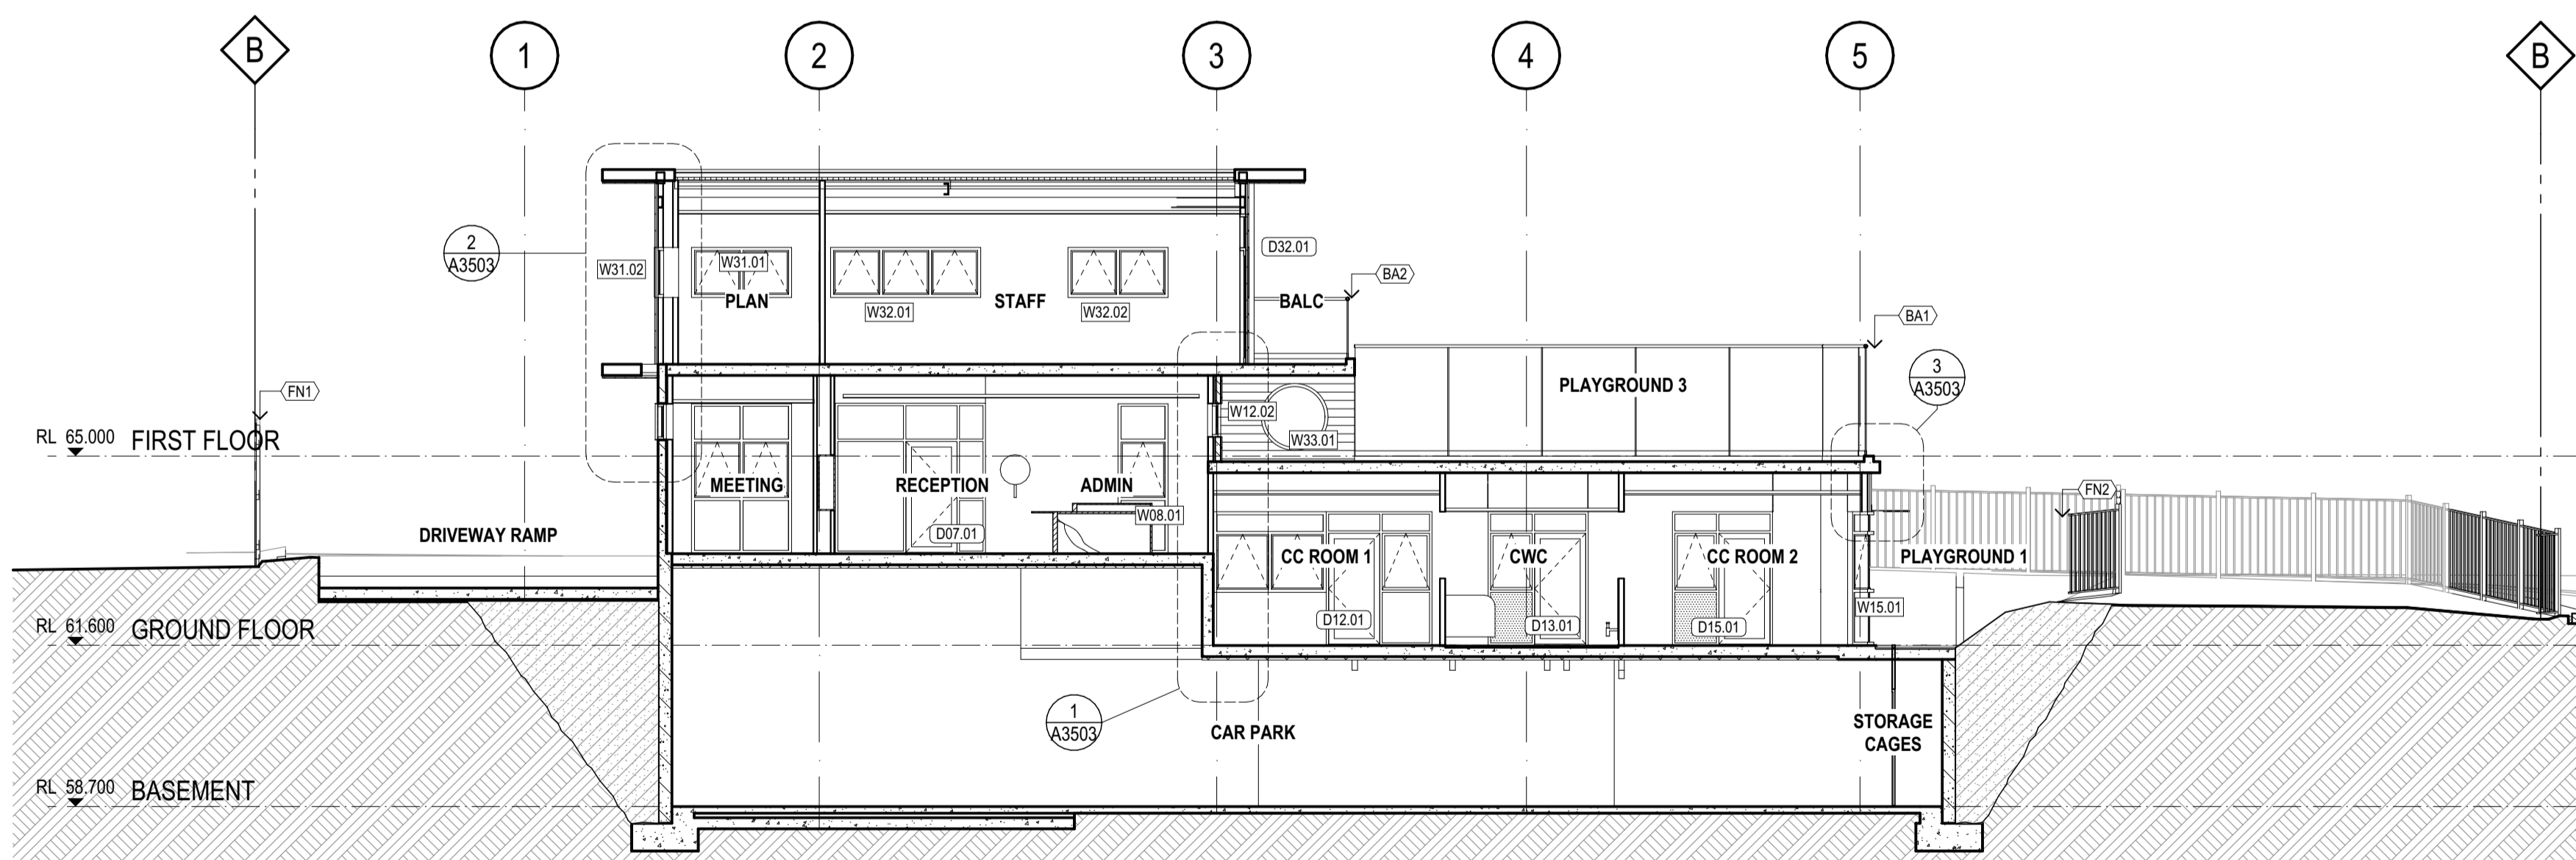 B
1
2
3
4
5
B
2
A3503
W31.02
W31.01
PLAN
W32.01
STAFF
W32.02
D32.01
BALC
BA2
BA1
3
A3503
PLAYGROUND 3
FN1
W12.02
W33.01
RL 65.000 FIRST FLOOR
MEETING
RECEPTION
ADMIN
W08.01
D07.01
FN2
DRIVEWAY RAMP
CC ROOM 1
CWC
CC ROOM 2
PLAYGROUND 1
W15.01
D12.01
D13.01
D15.01
RL 61.600 GROUND FLOOR
1
A3503
CAR PARK
STORAGE
CAGES
RL 58.700 BASEMENT